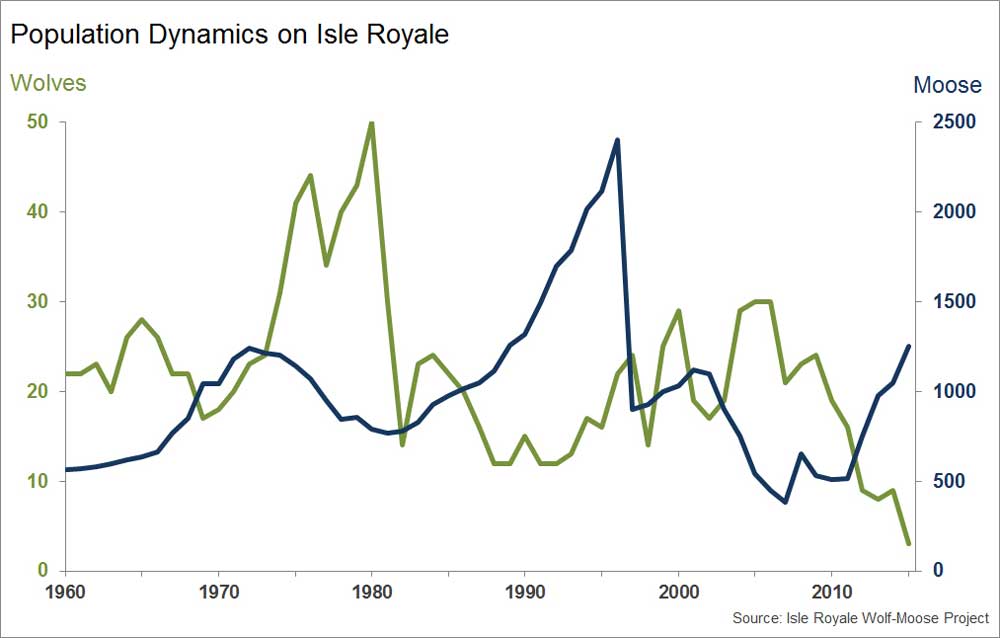 Population Dynamics on Isle Royale
Wolves Moose
50 2500
40 2000
30 1500
20 1000
10 500
0 0
1960 1970 1980 1990 2000 2010
Source: Isle Royale Wolf-Moose Project